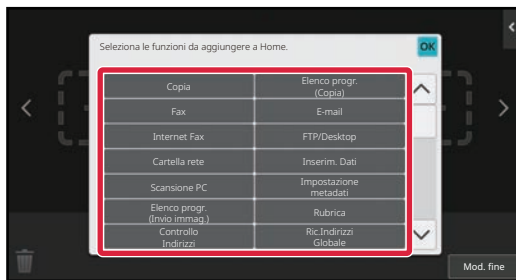 Seleziona le funzioni da aggiungere a Home.
OK
Copia
Elenco progr.
(Copia)
Fax
E-mail
Internet Fax
FTP/Desktop
Cartella rete
Inserim. Dati
Scansione PC
Impostazione
metadati
Elenco progr.
(Invio immag.)
Rubrica
Controllo
Indirizzi
Ric.Indirizzi
Globale
Mod. fine